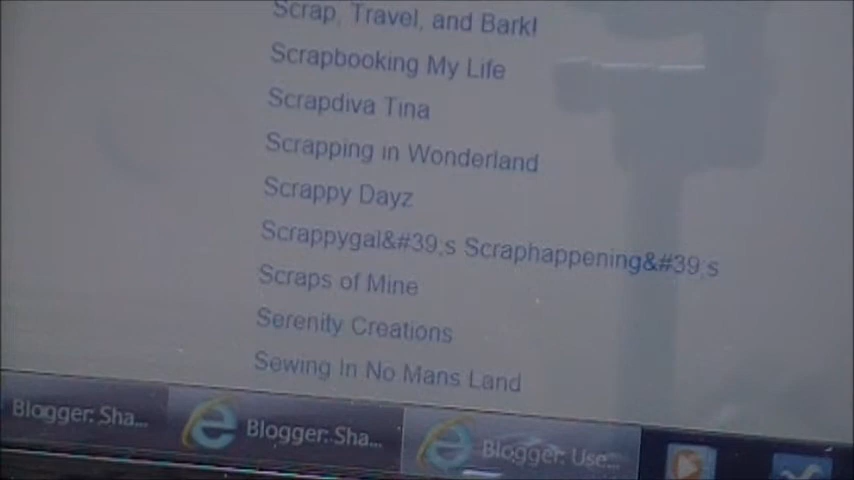 Scrap, Travel, and Bark!
Scrapbooking My Life
Scrapdiva Tina
Scrapping in Wonderland
Scrappy Dayz
Scrappygal&#39;s Scraphappening&#39;s
Scraps of Mine
Serenity Creations
Sewing In No Mans Land
Blogger: Sha...
Blogger: Sha...
Blogger: Use...